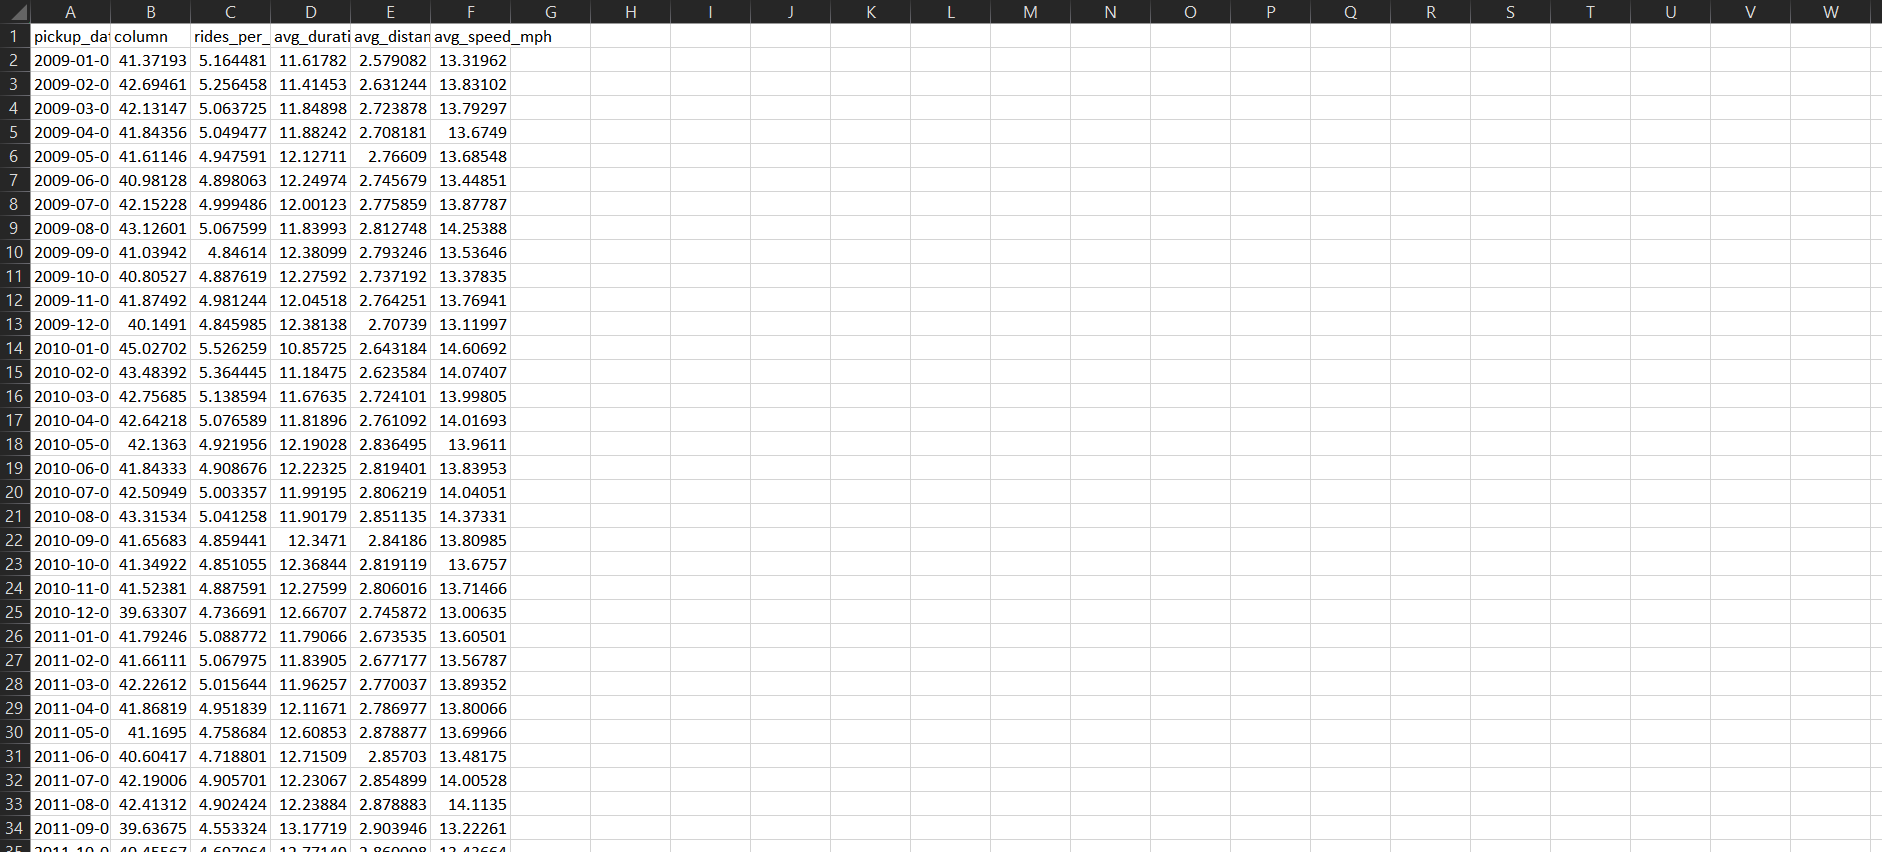 A B C D E F G H I J K L M N O P Q R S T U V W
1 pickup_dat column rides_per_ avg_durati avg_distan avg_speed_mph
2 2009-01-0 41.37193 5.164481 11.61782 2.579082 13.31962
3 2009-02-0 42.69461 5.256458 11.41453 2.631244 13.83102
4 2009-03-0 42.13147 5.063725 11.84898 2.723878 13.79297
5 2009-04-0 41.84356 5.049477 11.88242 2.708181 13.6749
6 2009-05-0 41.61146 4.947591 12.12711 2.76609 13.68548
7 2009-06-0 40.98128 4.898063 12.24974 2.745679 13.44851
8 2009-07-0 42.15228 4.999486 12.00123 2.775859 13.87787
9 2009-08-0 43.12601 5.067599 11.83993 2.812748 14.25388
10 2009-09-0 41.03942 4.84614 12.38099 2.793246 13.53646
11 2009-10-0 40.80527 4.887619 12.27592 2.737192 13.37835
12 2009-11-0 41.87492 4.981244 12.04518 2.764251 13.76941
13 2009-12-0 40.1491 4.845985 12.38138 2.70739 13.11997
14 2010-01-0 45.02702 5.526259 10.85725 2.643184 14.60692
15 2010-02-0 43.48392 5.364445 11.18475 2.623584 14.07407
16 2010-03-0 42.75685 5.138594 11.67635 2.724101 13.99805
17 2010-04-0 42.64218 5.076589 11.81896 2.761092 14.01693
18 2010-05-0 42.1363 4.921956 12.19028 2.836495 13.9611
19 2010-06-0 41.84333 4.908676 12.22325 2.819401 13.83953
20 2010-07-0 42.50949 5.003357 11.99195 2.806219 14.04051
21 2010-08-0 43.31534 5.041258 11.90179 2.851135 14.37331
22 2010-09-0 41.65683 4.859441 12.3471 2.84186 13.80985
23 2010-10-0 41.34922 4.851055 12.36844 2.819119 13.6757
24 2010-11-0 41.52381 4.887591 12.27599 2.806016 13.71466
25 2010-12-0 39.63307 4.736691 12.66707 2.745872 13.00635
26 2011-01-0 41.79246 5.088772 11.79066 2.673535 13.60501
27 2011-02-0 41.66111 5.067975 11.83905 2.677177 13.56787
28 2011-03-0 42.22612 5.015644 11.96257 2.770037 13.89352
29 2011-04-0 41.86819 4.951839 12.11671 2.786977 13.80066
30 2011-05-0 41.1695 4.758684 12.60853 2.878877 13.69966
31 2011-06-0 40.60417 4.718801 12.71509 2.85703 13.48175
32 2011-07-0 42.19006 4.905701 12.23067 2.854899 14.00528
33 2011-08-0 42.41312 4.902424 12.23884 2.878883 14.1135
34 2011-09-0 39.63675 4.553324 13.17719 2.903946 13.22261
35 2011-10-0